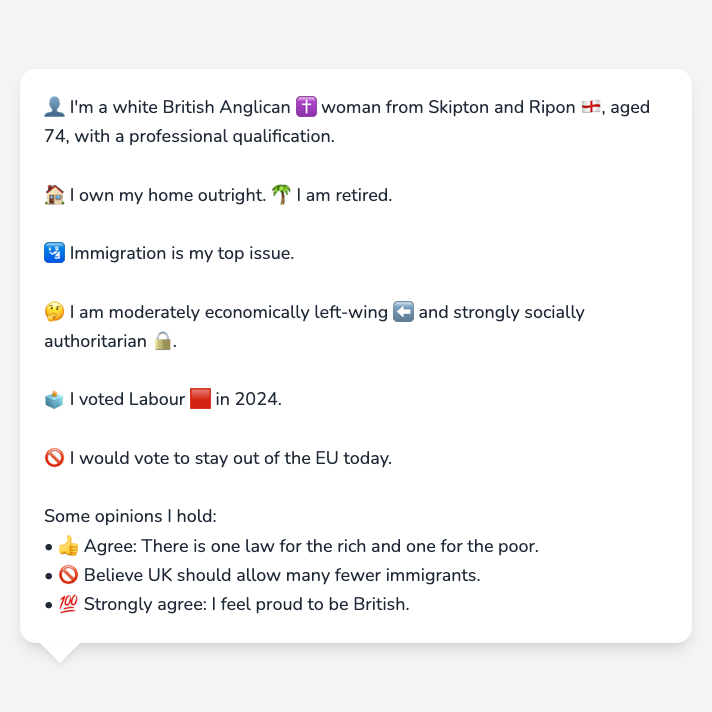 👤 I'm a white British Anglican ✝️ woman from Skipton and Ripon 🏴󠁧󠁢󠁥󠁮󠁧󠁿, aged
74, with a professional qualification.
🏠 I own my home outright. 🌴 I am retired.
🛂 Immigration is my top issue.
🤔 I am moderately economically left-wing ⬅️ and strongly socially
authoritarian 🔒.
🗳️ I voted Labour 🟥 in 2024.
🚫 I would vote to stay out of the EU today.
Some opinions I hold:
• 👍 Agree: There is one law for the rich and one for the poor.
• 🚫 Believe UK should allow many fewer immigrants.
• 💯 Strongly agree: I feel proud to be British.